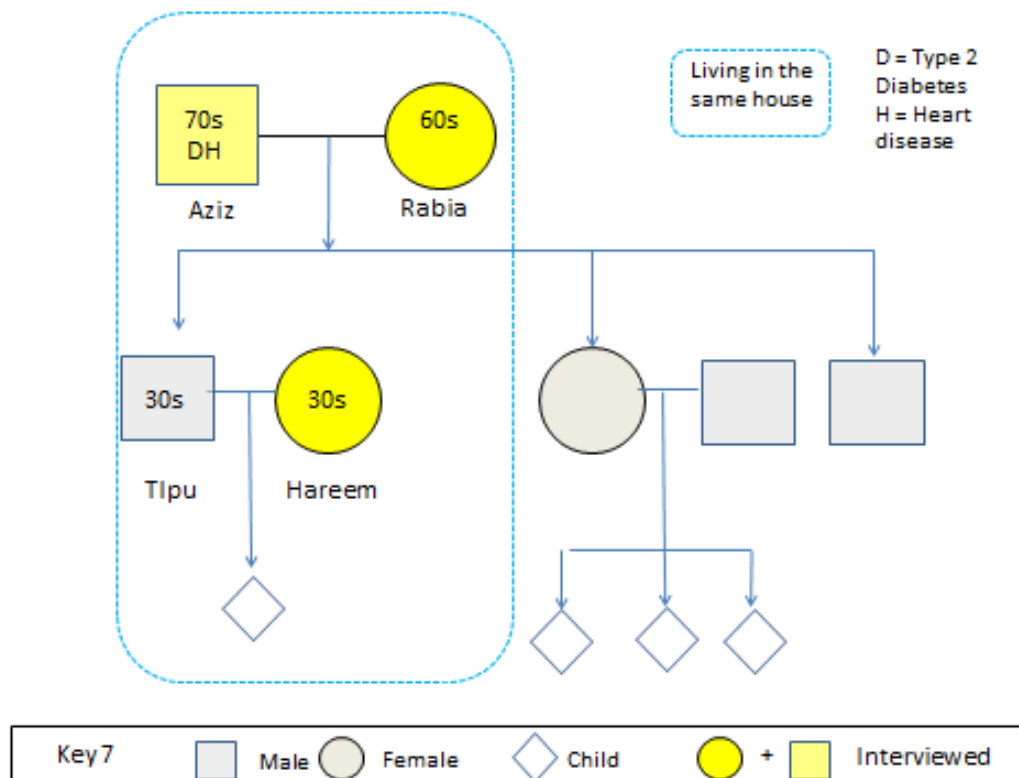 Living in the
same house
D = Type 2
Diabetes
H = Heart
disease
70s
DH
60s
Aziz
Rabia
30s
30s
TIpu
Hareem
Key 7
Male
Female
Child
+
Interviewed